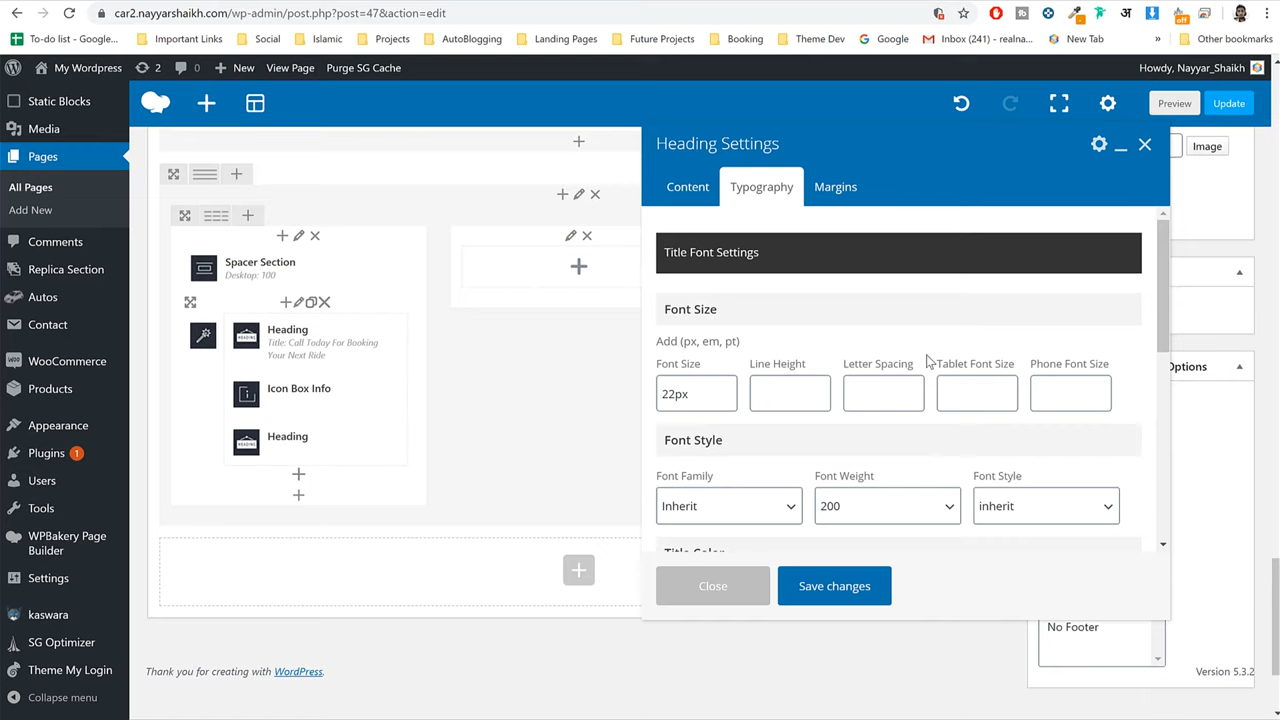 car2.nayyarshaikh.com/wp-admin/post.php?post=47&action=edit
off
To-do list - Google...
Important Links
Social
Islamic
Projects
AutoBlogging
Landing Pages
Future Projects
Booking
Theme Dev
Google
Inbox (241) - realna...
New Tab
»
Other bookmarks
My Wordpress
2
0
New
View Page
Purge SG Cache
Howdy, Nayyar_Shaikh
Static Blocks
Media
Pages
All Pages
Add New
Comments
Replica Section
Autos
Contact
WooCommerce
Products
Appearance
Plugins 1
Users
Tools
WPBakery Page
Builder
Settings
kaswara
SG Optimizer
Theme My Login
Collapse menu
Preview
Update
Image
Spacer Section
Desktop: 100
Heading
Title: Call Today For Booking
Your Next Ride
Icon Box Info
Heading
Heading Settings
Content
Typography
Margins
Title Font Settings
Font Size
Add (px, em, pt)
Font Size
Line Height
Letter Spacing
Tablet Font Size
Phone Font Size
22px
Font Style
Font Family
Font Weight
Font Style
Inherit
200
inherit
Title Color
Close
Save changes
Options
No Footer
Thank you for creating with WordPress.
Version 5.3.2